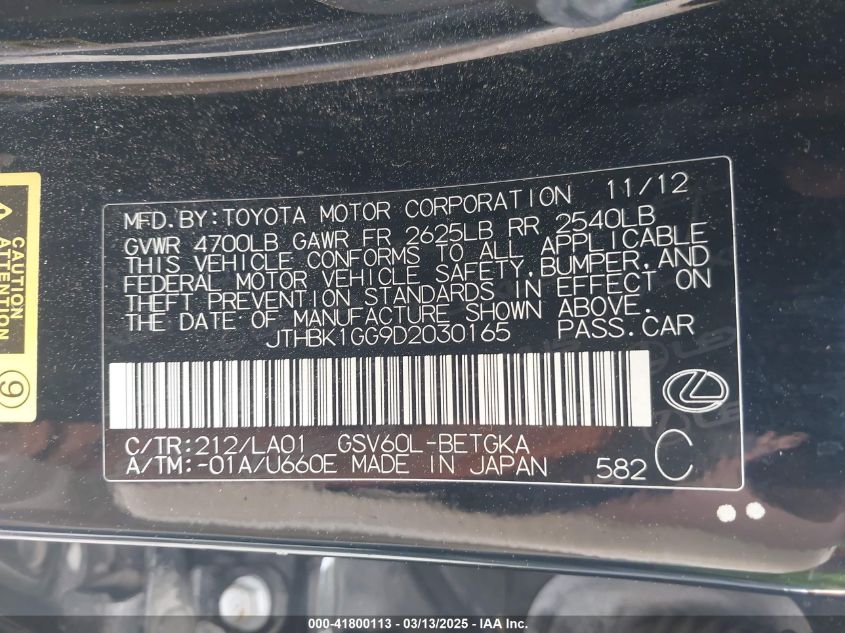 CAUTION
ATTENTION
9
MFD.BY:TOYOTA MOTOR CORPORATION 11/12
GVWR 4700LB GAWR FR 2625LB RR 2540LB
THIS VEHICLE CONFORMS TO ALL APPLICABLE
FEDERAL MOTOR VEHICLE SAFETY,BUMPER,AND
THEFT PREVENTION STANDARDS IN EFFECT ON
THE DATE OF MANUFACTURE SHOWN ABOVE.
JTHBK1GG9D2030165 PASS.CAR
C/TR:212/LA01 GSV60L-BETGKA
A/TM:-01A/U660E MADE IN JAPAN 582 C
000-41800113 - 03/13/2025 - IAA Inc.